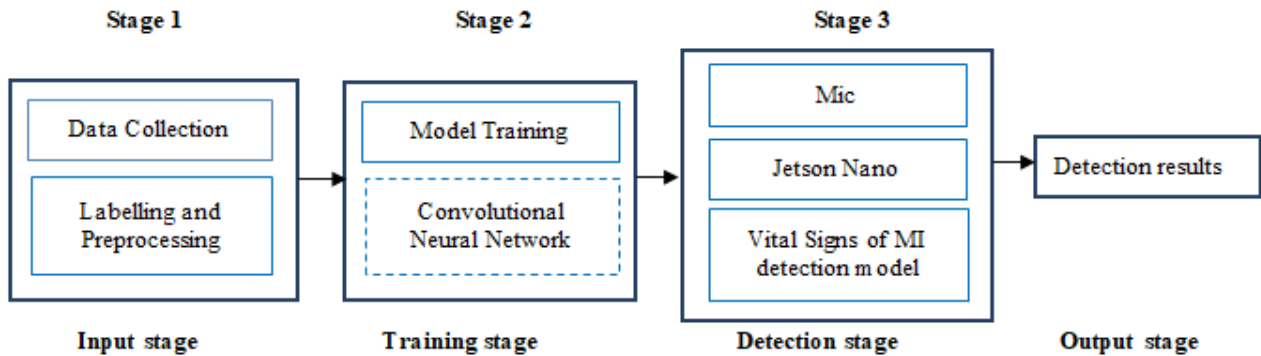 Stage 1
Stage 2
Stage 3
Data Collection
Labelling and
Preprocessing
Model Training
Convolutional
Neural Network
Mic
Jetson Nano
Vital Signs of MI
detection model
Detection results
Input stage
Training stage
Detection stage
Output stage